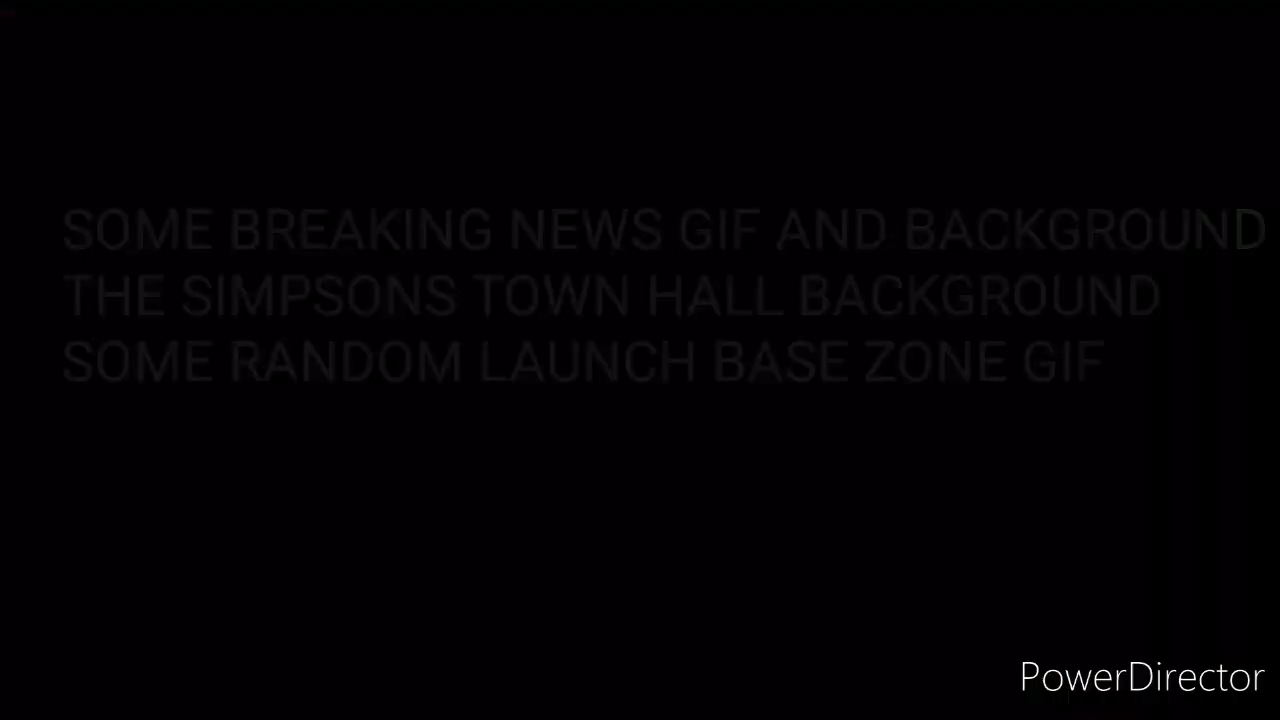 SOME BREAKING NEWS GIF AND BACKGROUND
THE SIMPSONS TOWN HALL BACKGROUND
SOME RANDOM LAUNCH BASE ZONE GIF
PowerDirector